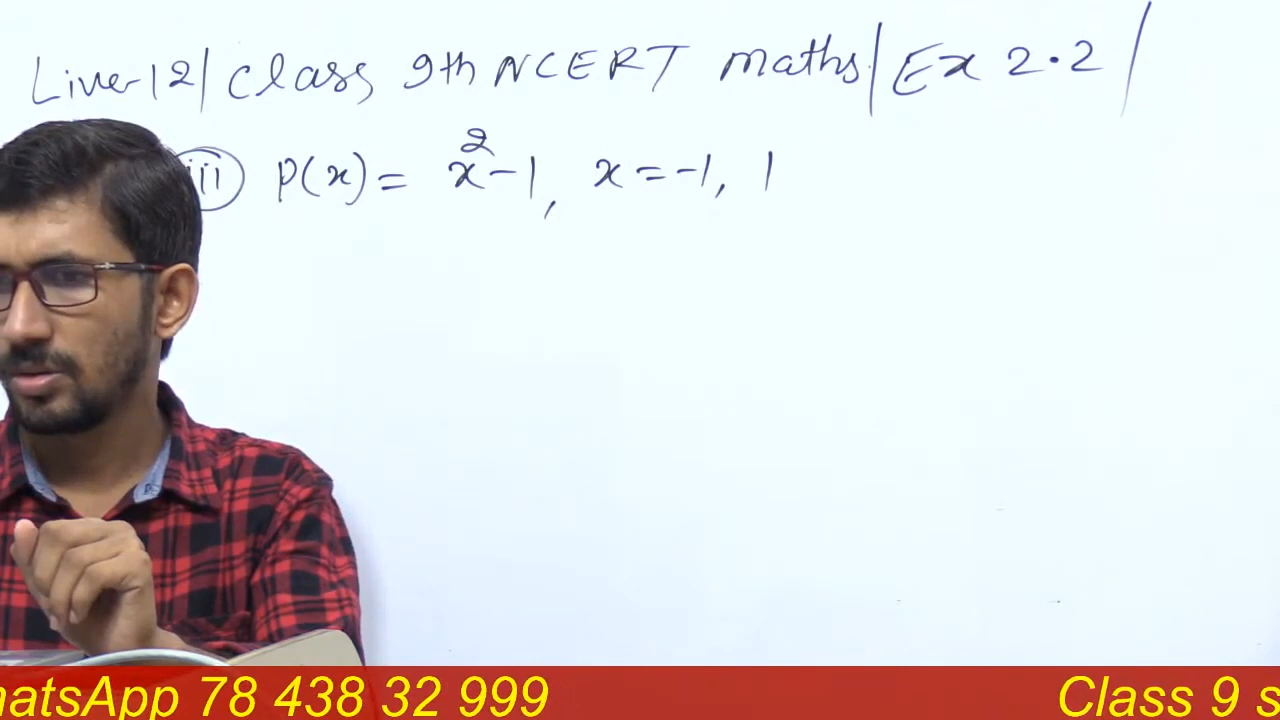 Live-12| Class 9th NCERT maths| Ex 2.2 |
iii P(x) = x² - 1, x = -1, 1
hatsApp 78 438 32 999 Class 9 s